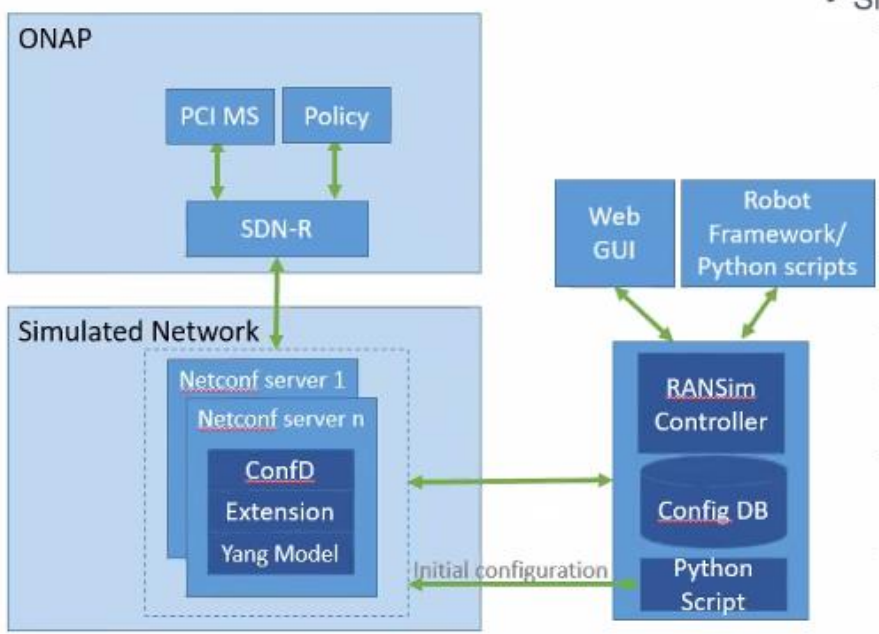 ONAP
PCI MS
Policy
SDN-R
Simulated Network
Netconf server 1
Netconf server n
ConfD
Extension
Yang Model
Web
GUI
Robot
Framework/
Python scripts
RANSim
Controller
Config DB
Initial configuration
Python
Script